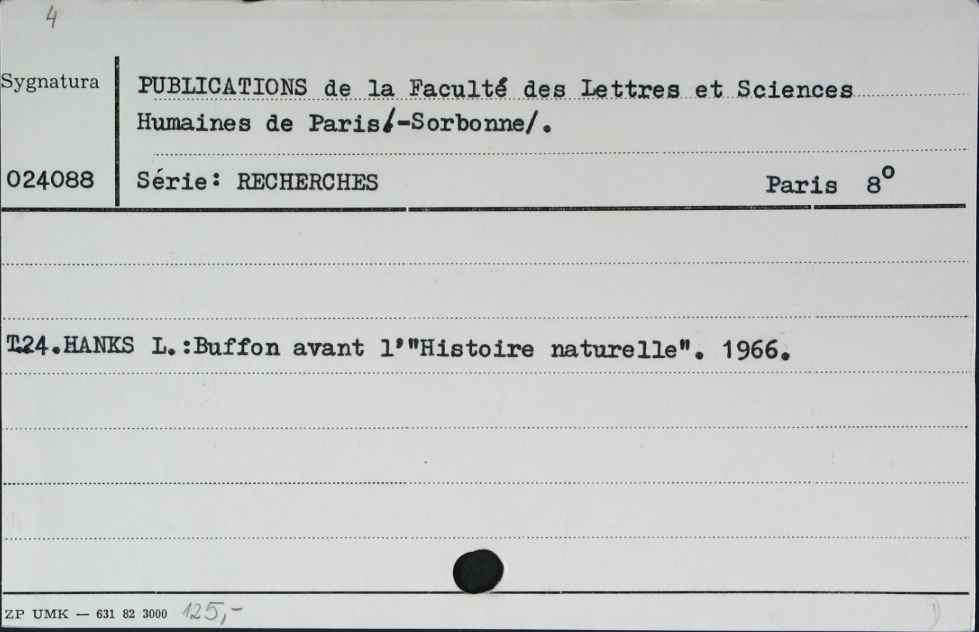 4
Sygnatura
PUBLICATIONS de la Faculté des Lettres et Sciences
Humaines de Paris/-Sorbonne/.
024088 Série: RECHERCHES Paris 8º
T.24.HANKS L.:Buffon avant l'"Histoire naturelle". 1966.
ZP UMK — 631 82 3000 125,-